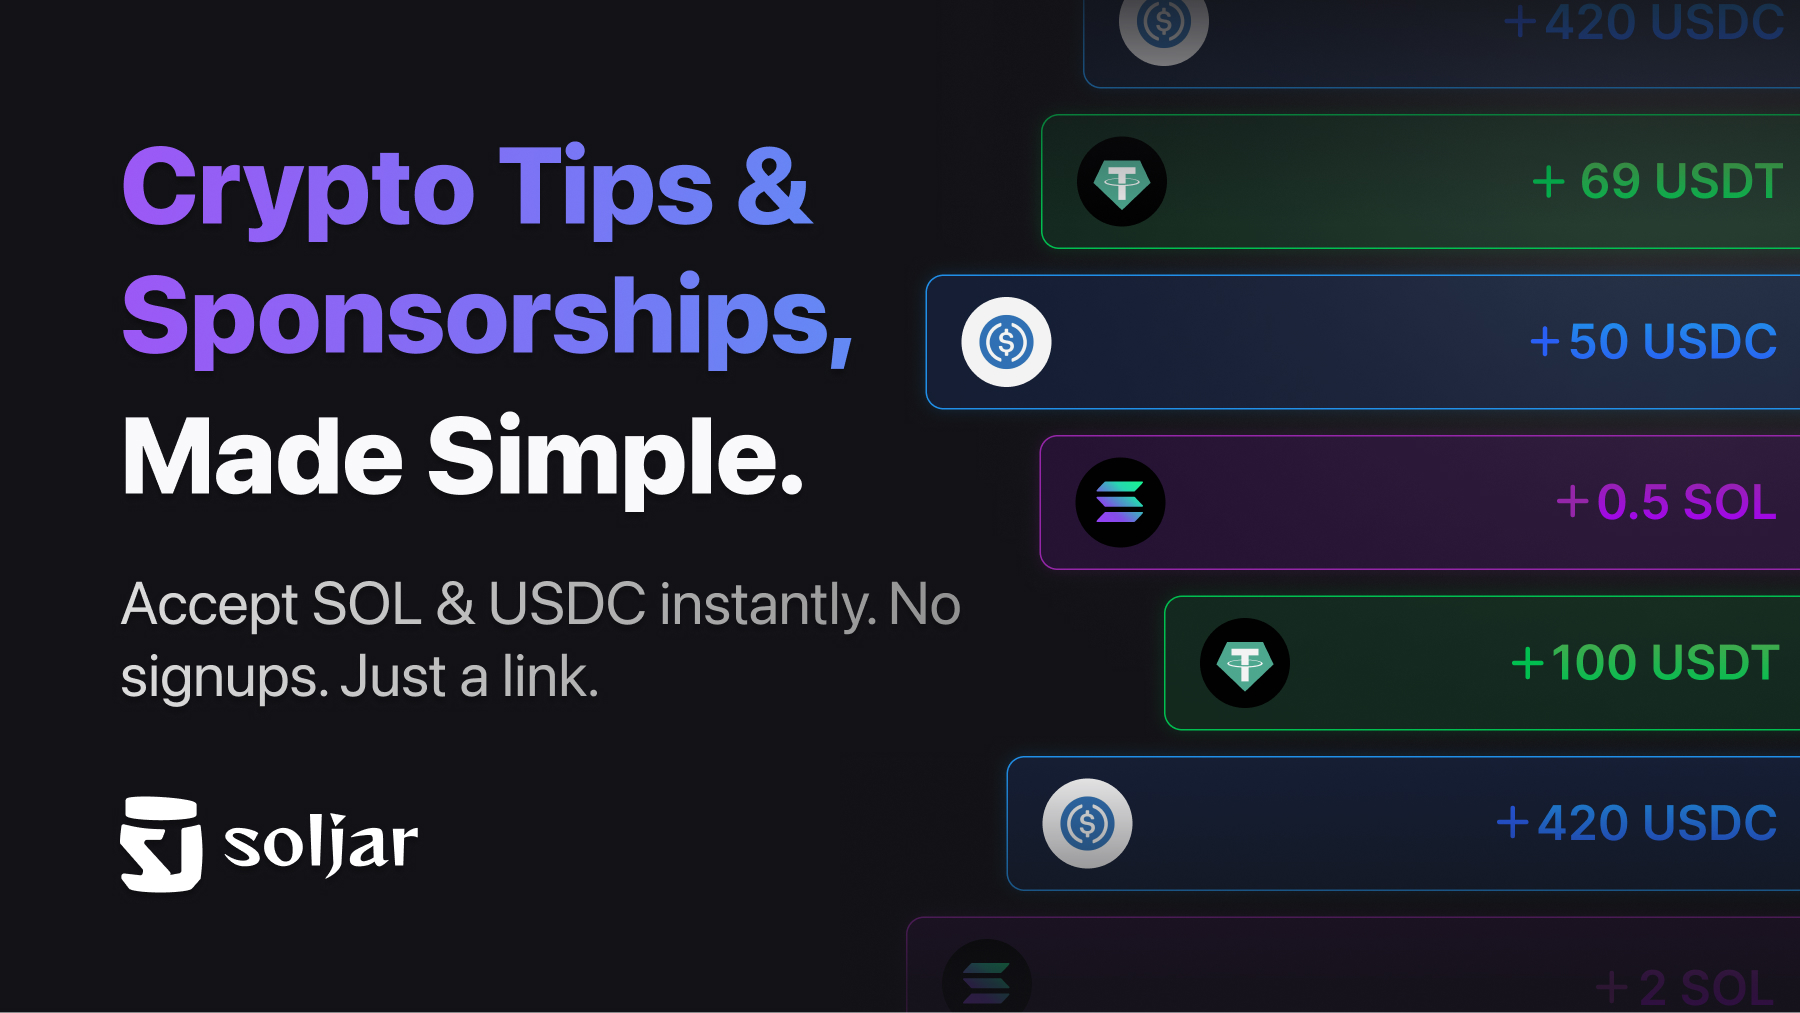 Crypto Tips &
Sponsorships,
Made Simple.
Accept SOL & USDC instantly. No
signups. Just a link.
soljar
+420 USDC
+ 69 USDT
+50 USDC
+0.5 SOL
+100 USDT
+420 USDC
+2 SOL